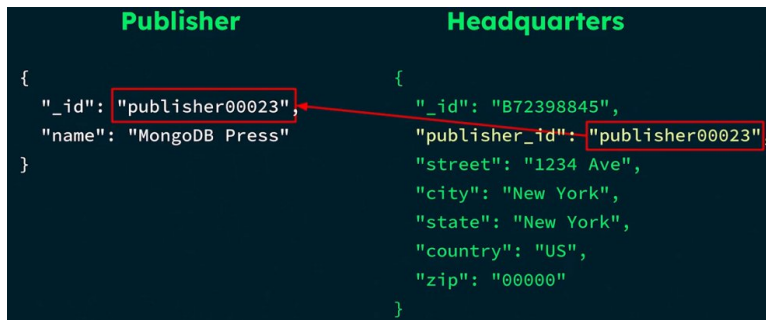 Publisher
{
"_id": "publisher00023",
"name": "MongoDB Press"
}
Headquarters
{
"_id": "B72398845",
"publisher_id": "publisher00023",
"street": "1234 Ave",
"city": "New York",
"state": "New York",
"country": "US",
"zip": "00000"
}